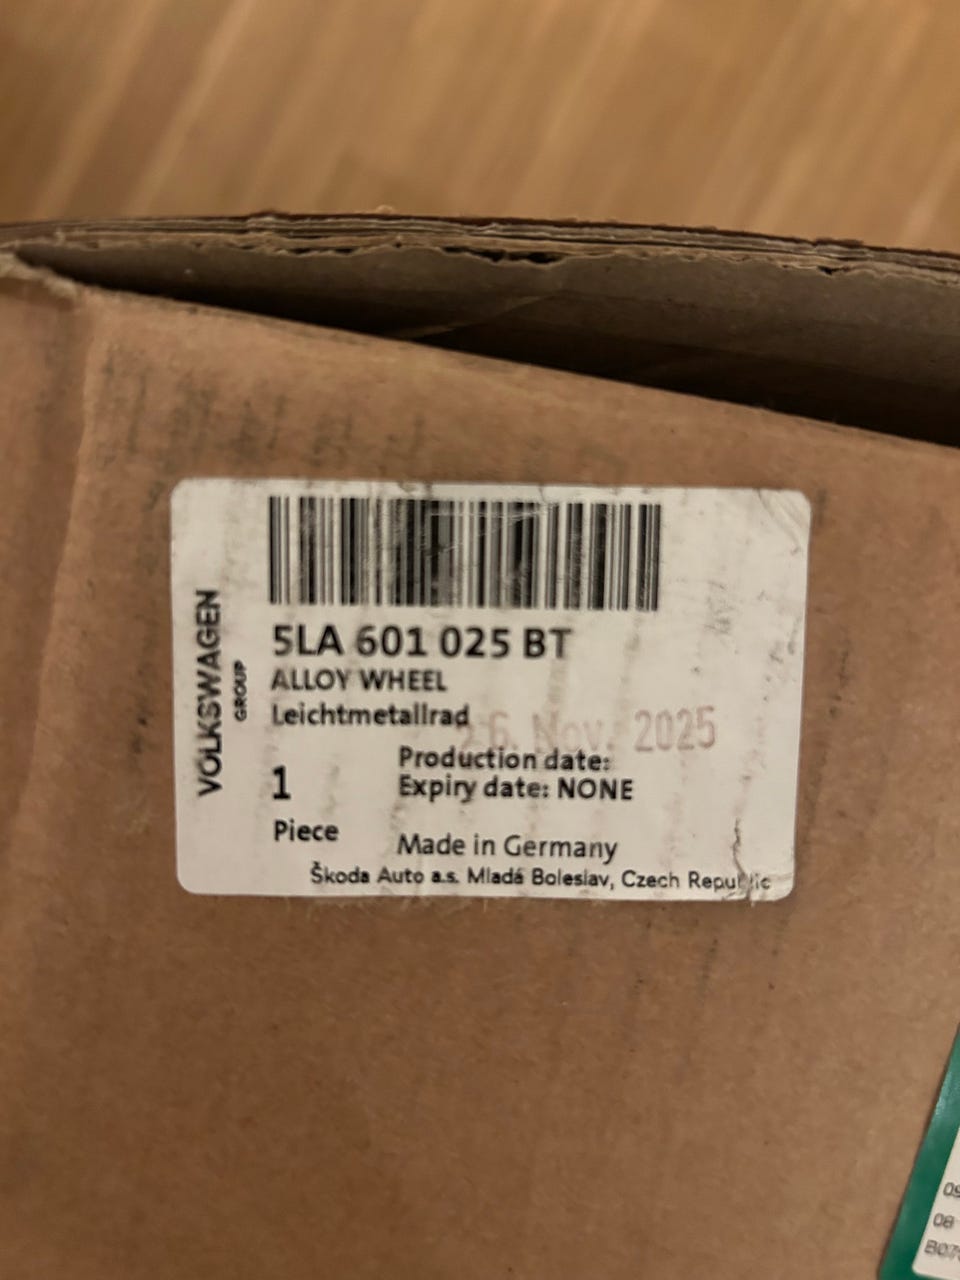 VOLKSWAGEN
GROUP
5LA 601 025 BT
ALLOY WHEEL
Leichtmetallrad
26. Nov. 2025
Production date:
Expiry date: NONE
1
Piece
Made in Germany
Škoda Auto a.s. Mladá Boleslav, Czech Republic
08